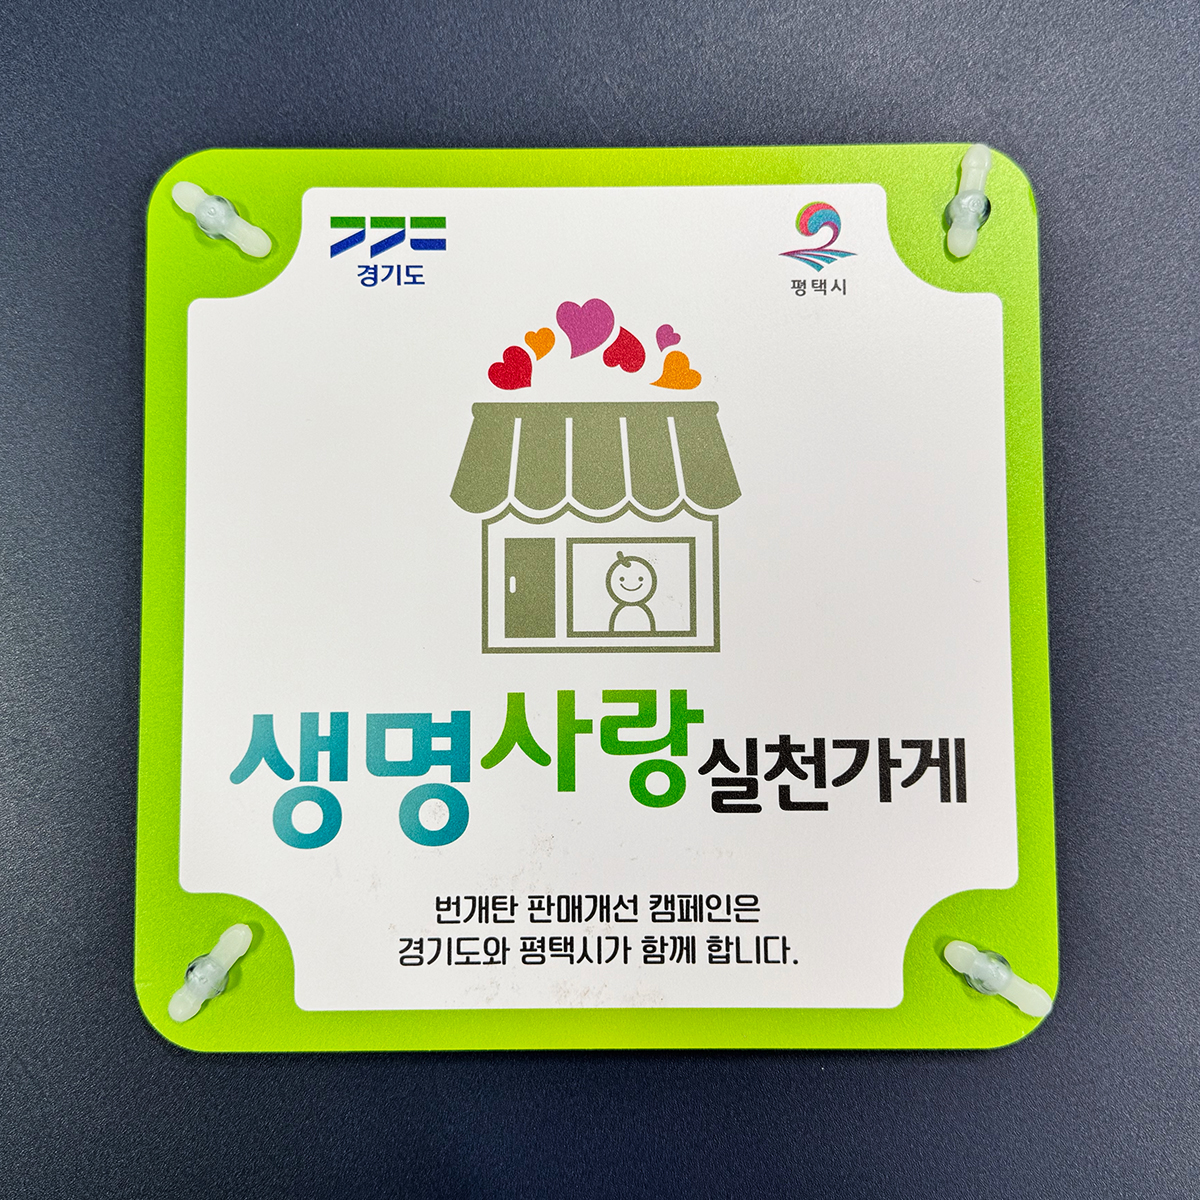 경기도
평택시
생명사랑실천가게
번개탄 판매개선 캠페인은
경기도와 평택시가 함께 합니다.